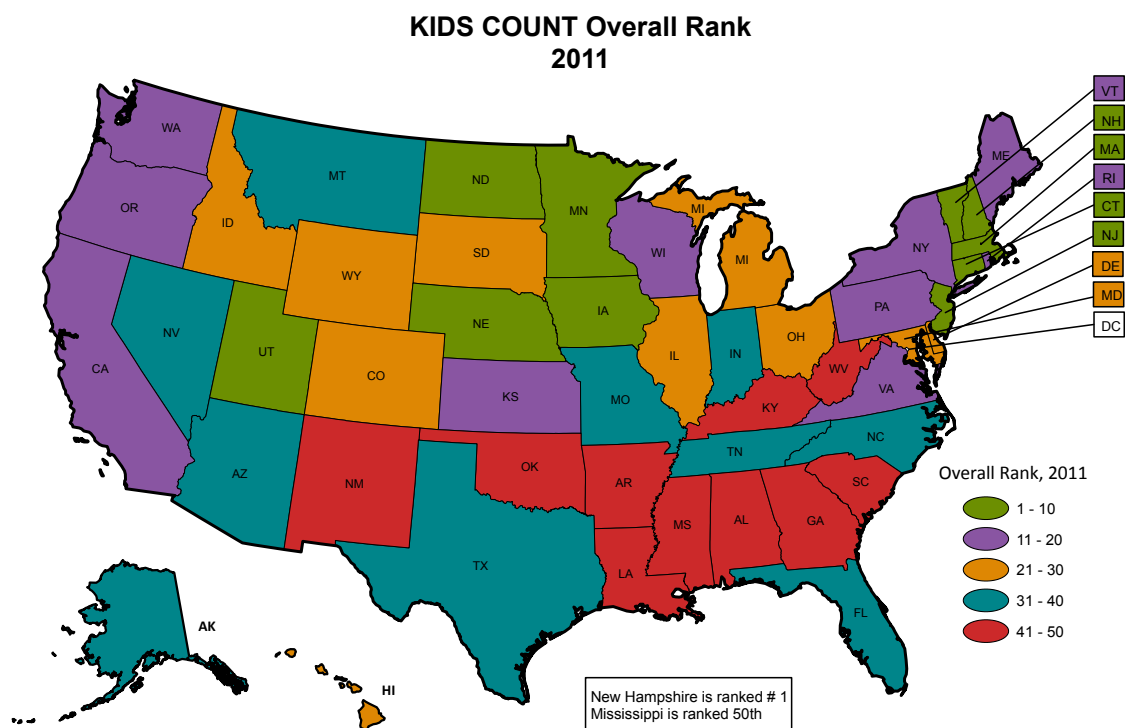 KIDS COUNT Overall Rank
2011
VT
NH
MA
RI
CT
NJ
DE
MD
DC
WA
MT
ND
MN
ME
OR
ID
WY
SD
WI
MI
MI
NY
NV
UT
CO
NE
IA
IL
IN
OH
PA
CA
KS
MO
KY
WV
VA
AZ
NM
OK
AR
TN
NC
SC
TX
LA
MS
AL
GA
FL
AK
HI
Overall Rank, 2011
1 - 10
11 - 20
21 - 30
31 - 40
41 - 50
New Hampshire is ranked # 1
Mississippi is ranked 50th